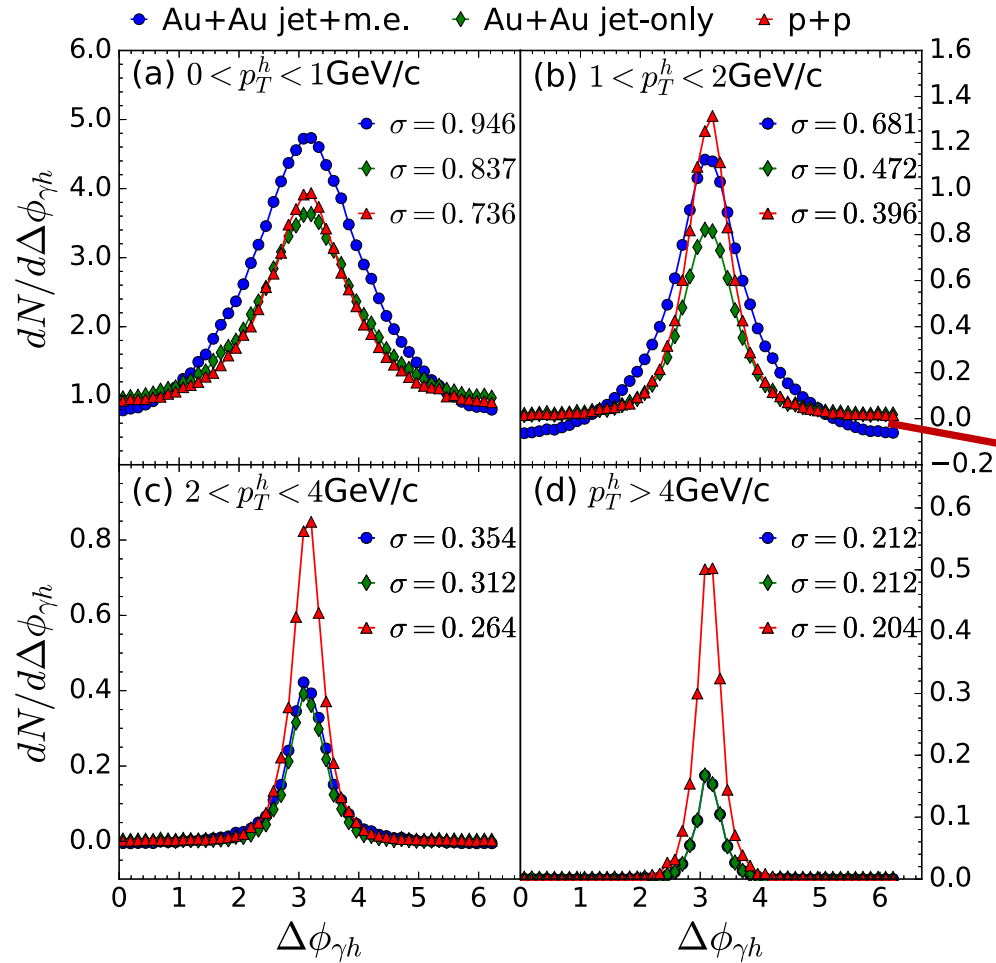 Au+Au jet+m.e. Au+Au jet-only p+p
(a) 0 < p_T^h < 1GeV/c
σ = 0.946
σ = 0.837
σ = 0.736
6.0
5.0
4.0
3.0
2.0
1.0
dN/dΔφ_γh
(b) 1 < p_T^h < 2GeV/c
σ = 0.681
σ = 0.472
σ = 0.396
1.6
1.4
1.2
1.0
0.8
0.6
0.4
0.2
0.0
−0.2
(c) 2 < p_T^h < 4GeV/c
σ = 0.354
σ = 0.312
σ = 0.264
0.8
0.6
0.4
0.2
0.0
dN/dΔφ_γh
0 1 2 3 4 5 6
Δφ_γh
(d) p_T^h > 4GeV/c
σ = 0.212
σ = 0.212
σ = 0.204
0.6
0.5
0.4
0.3
0.2
0.1
0.0
0 1 2 3 4 5 6
Δφ_γh